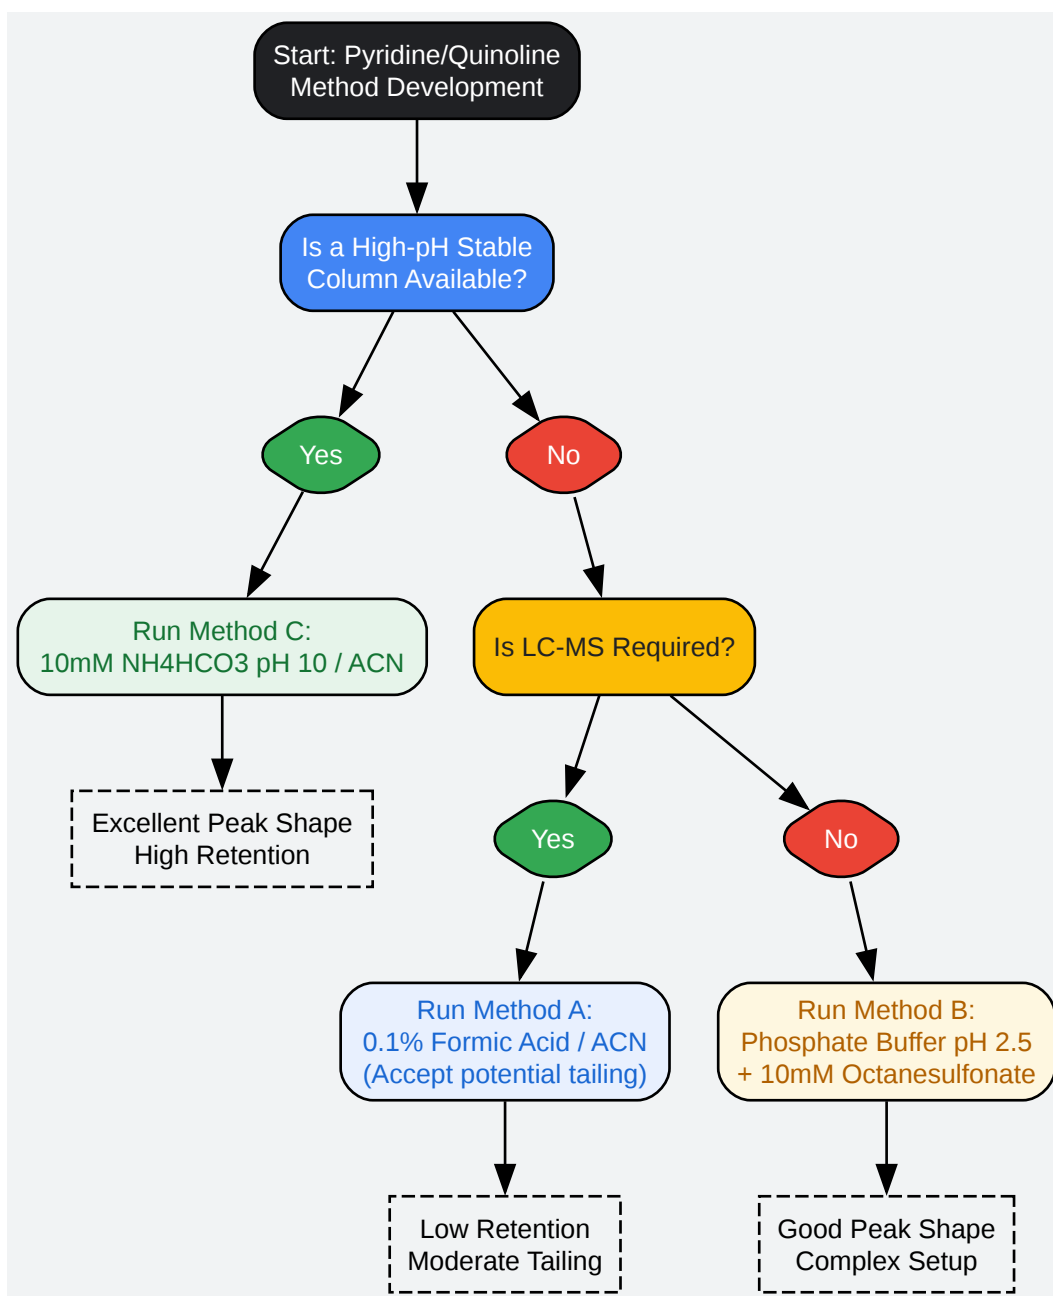 Start: Pyridine/Quinoline
Method Development
Is a High-pH Stable
Column Available?
Yes
No
Run Method C:
10mM NH4HCO3 pH 10 / ACN
Is LC-MS Required?
Excellent Peak Shape
High Retention
Yes
No
Run Method A:
0.1% Formic Acid / ACN
(Accept potential tailing)
Run Method B:
Phosphate Buffer pH 2.5
+ 10mM Octanesulfonate
Low Retention
Moderate Tailing
Good Peak Shape
Complex Setup